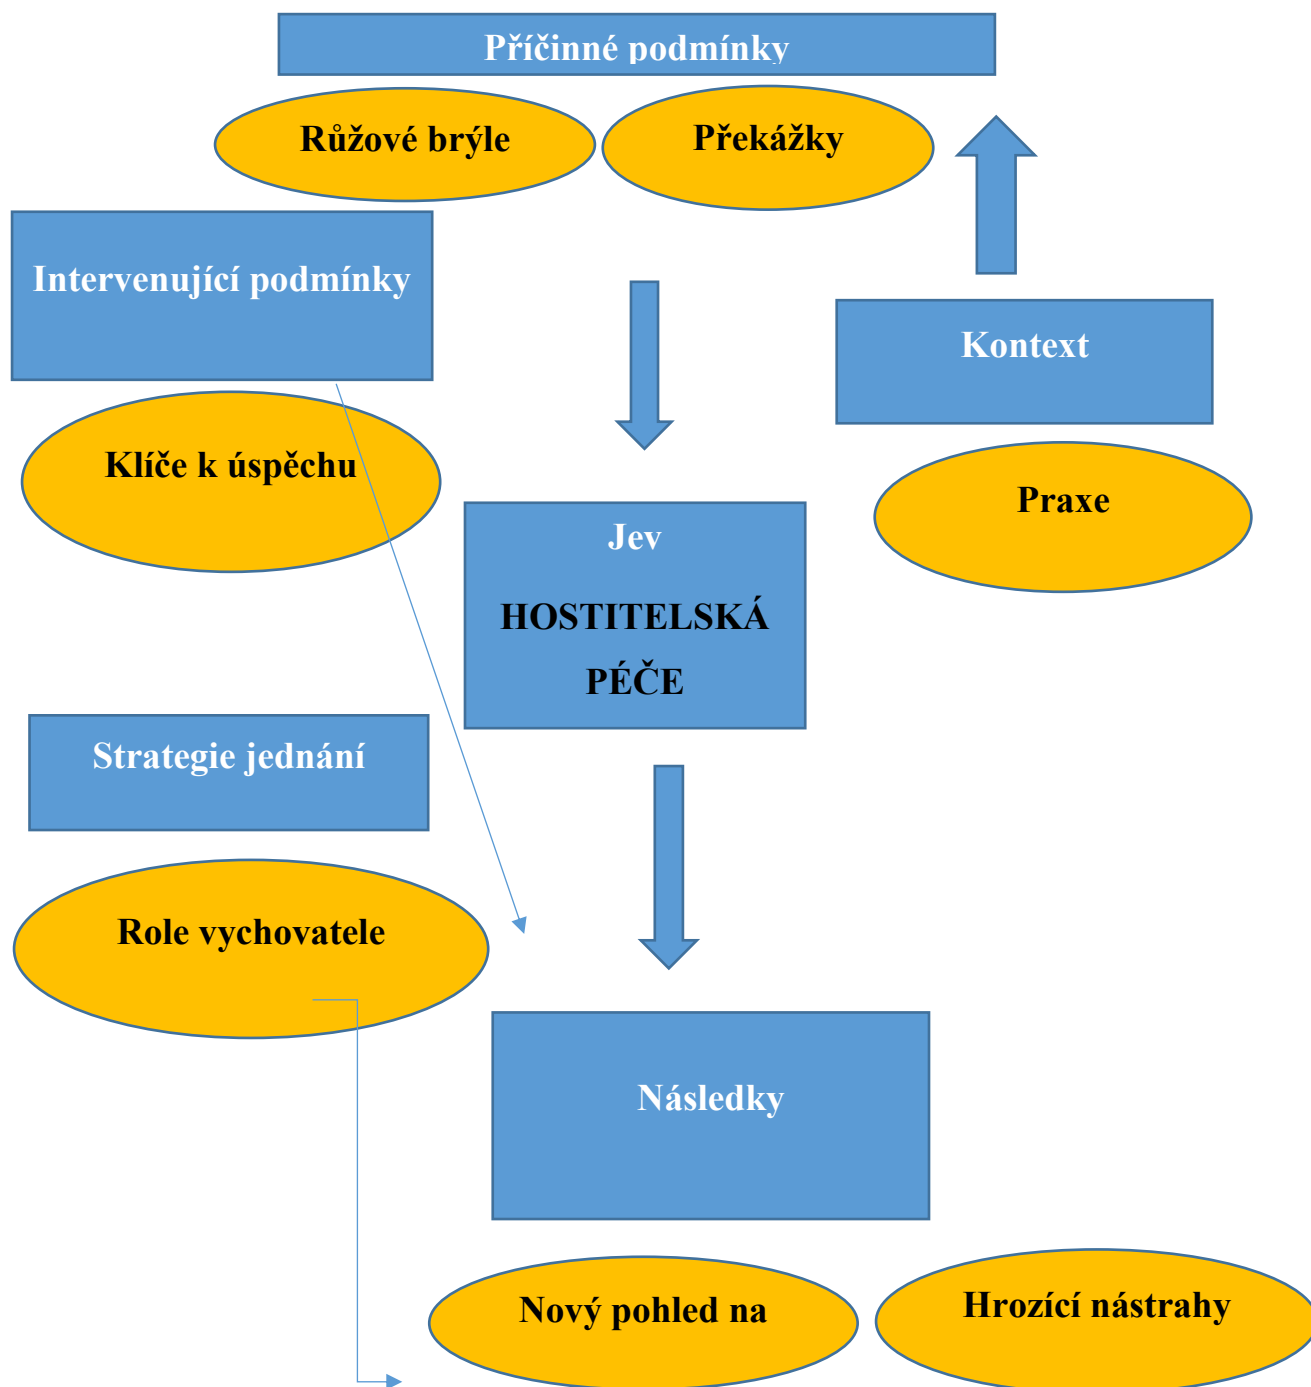 Příčinné podmínky
Růžové brýle
Překážky
Intervenující podmínky
Kontext
Klíče k úspěchu
Praxe
Jev
HOSTITELSKÁ
PÉČE
Strategie jednání
Role vychovatele
Následky
Nový pohled na
Hrozící nástrahy